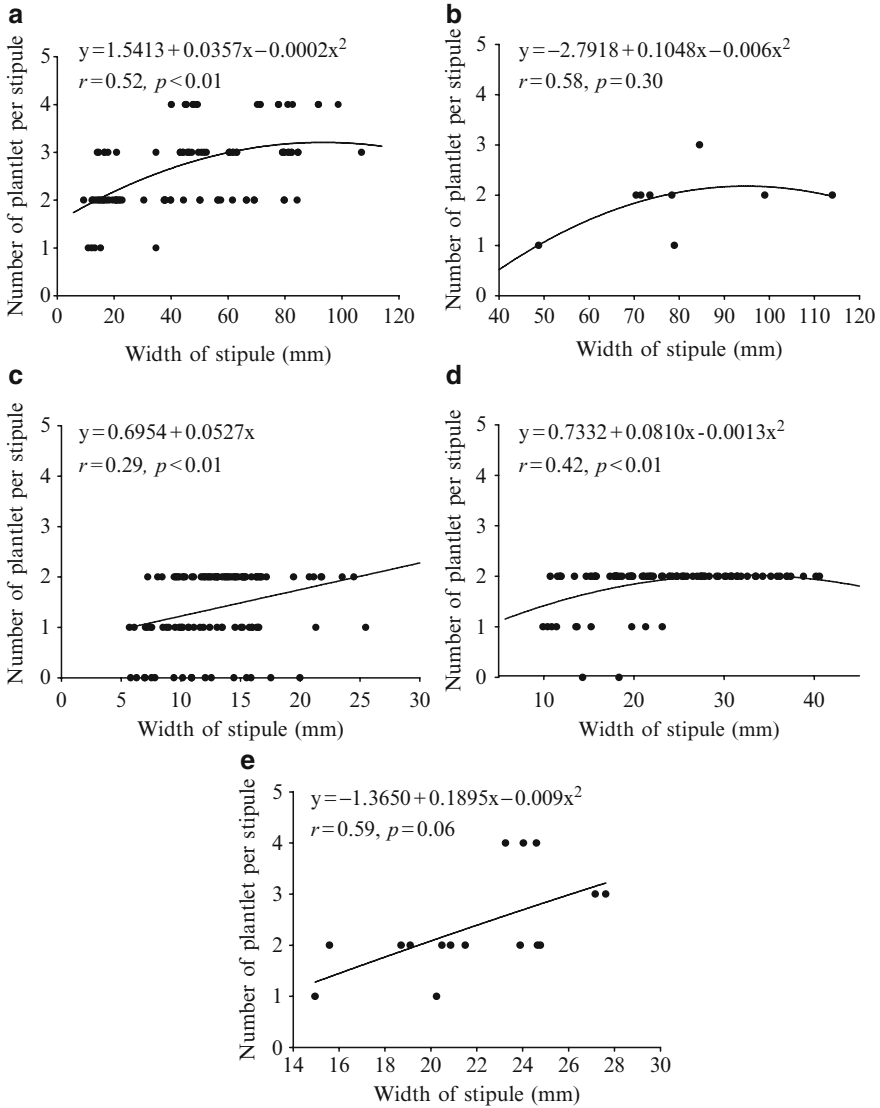 a
y=1.5413+0.0357x−0.0002x²
r=0.52, p<0.01
Number of plantlet per stipule
5
4
3
2
1
0
0 20 40 60 80 100 120
Width of stipule (mm)
b
y=−2.7918+0.1048x−0.006x²
r=0.58, p=0.30
Number of plantlet per stipule
5
4
3
2
1
0
40 50 60 70 80 90 100 110 120
Width of stipule (mm)
c
y=0.6954+0.0527x
r=0.29, p<0.01
Number of plantlet per stipule
5
4
3
2
1
0
0 5 10 15 20 25 30
Width of stipule (mm)
d
y=0.7332+0.0810x-0.0013x²
r=0.42, p<0.01
Number of plantlet per stipule
5
4
3
2
1
0
10 20 30 40
Width of stipule (mm)
e
y=−1.3650+0.1895x−0.009x²
r=0.59, p=0.06
Number of plantlet per stipule
5
4
3
2
1
0
14 16 18 20 22 24 26 28 30
Width of stipule (mm)